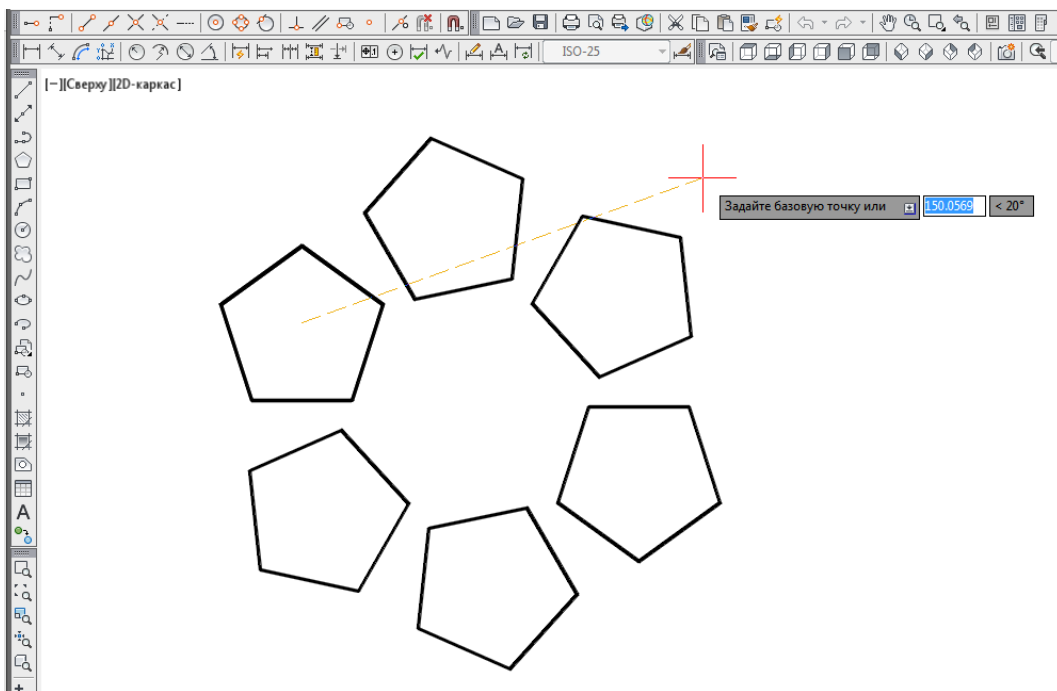 ISO-25
[−][Сверху][2D-каркас]
Задайте базовую точку или 150.0569 < 20°
A